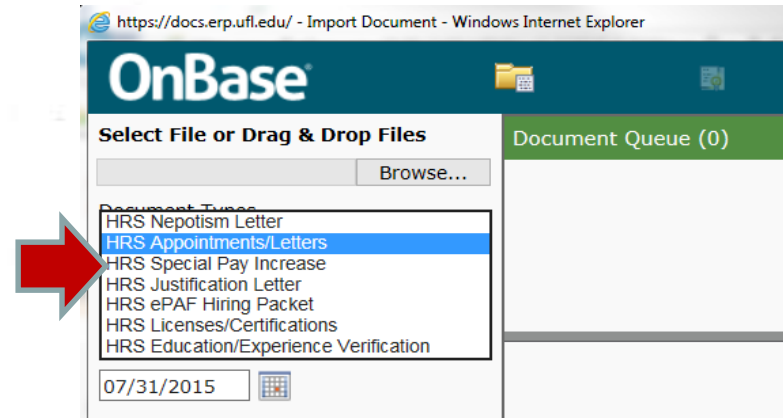 https://docs.erp.ufl.edu/ - Import Document - Windows Internet Explorer
OnBase
Select File or Drag & Drop Files
Document Queue (0)
Browse...
Document Types
HRS Nepotism Letter
HRS Appointments/Letters
HRS Special Pay Increase
HRS Justification Letter
HRS ePAF Hiring Packet
HRS Licenses/Certifications
HRS Education/Experience Verification
07/31/2015